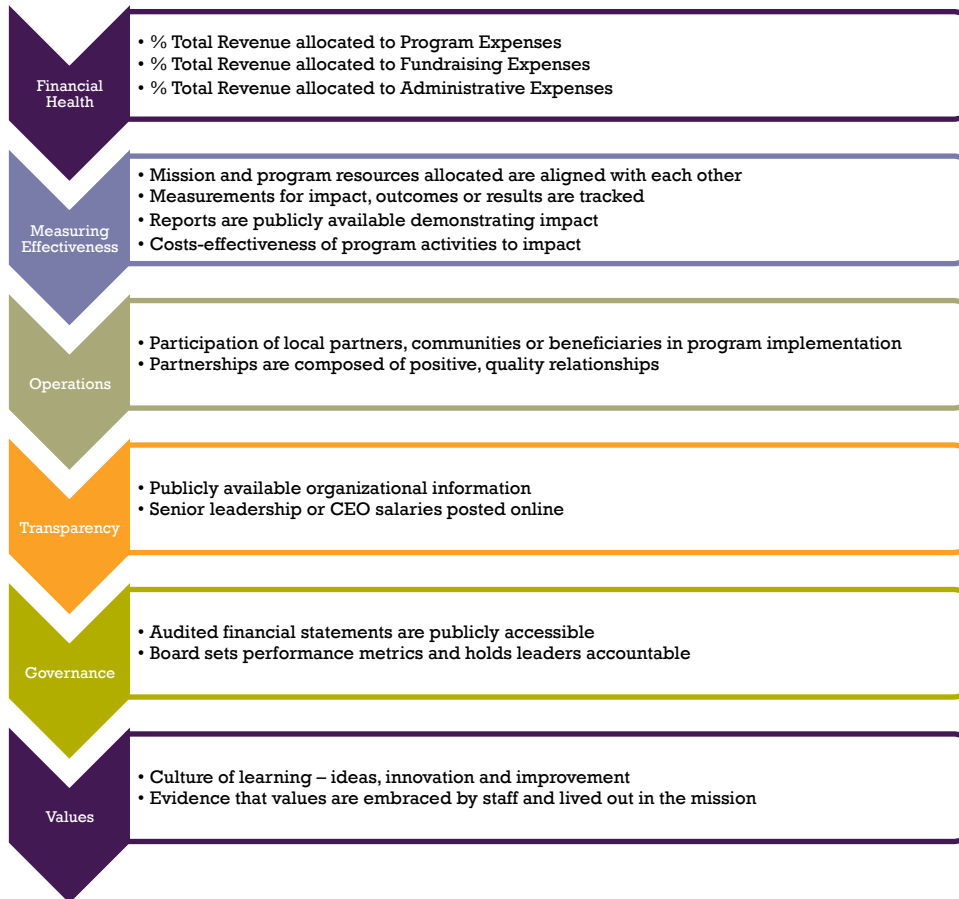 Financial
Health
• % Total Revenue allocated to Program Expenses
• % Total Revenue allocated to Fundraising Expenses
• % Total Revenue allocated to Administrative Expenses
Measuring
Effectiveness
• Mission and program resources allocated are aligned with each other
• Measurements for impact, outcomes or results are tracked
• Reports are publicly available demonstrating impact
• Costs-effectiveness of program activities to impact
Operations
• Participation of local partners, communities or beneficiaries in program implementation
• Partnerships are composed of positive, quality relationships
Transparency
• Publicly available organizational information
• Senior leadership or CEO salaries posted online
Governance
• Audited financial statements are publicly accessible
• Board sets performance metrics and holds leaders accountable
Values
• Culture of learning – ideas, innovation and improvement
• Evidence that values are embraced by staff and lived out in the mission